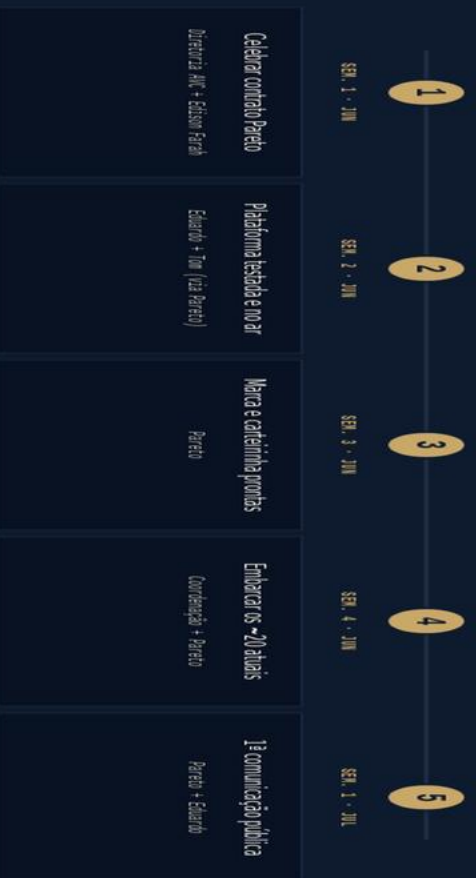 1
SEM. 1 · JUN
Celebrar contrato Pareto
Diretoria AVC + Edison Farah
2
SEM. 2 · JUN
Plataforma testada e no ar
Eduardo + Tom (via Pareto)
3
SEM. 3 · JUN
Marca e carteirinha prontas
Pareto
4
SEM. 4 · JUN
Embarcar os ~20 atuais
Coordenação + Pareto
5
SEM. 1 · JUL
1ª comunicação pública
Pareto + Eduardo